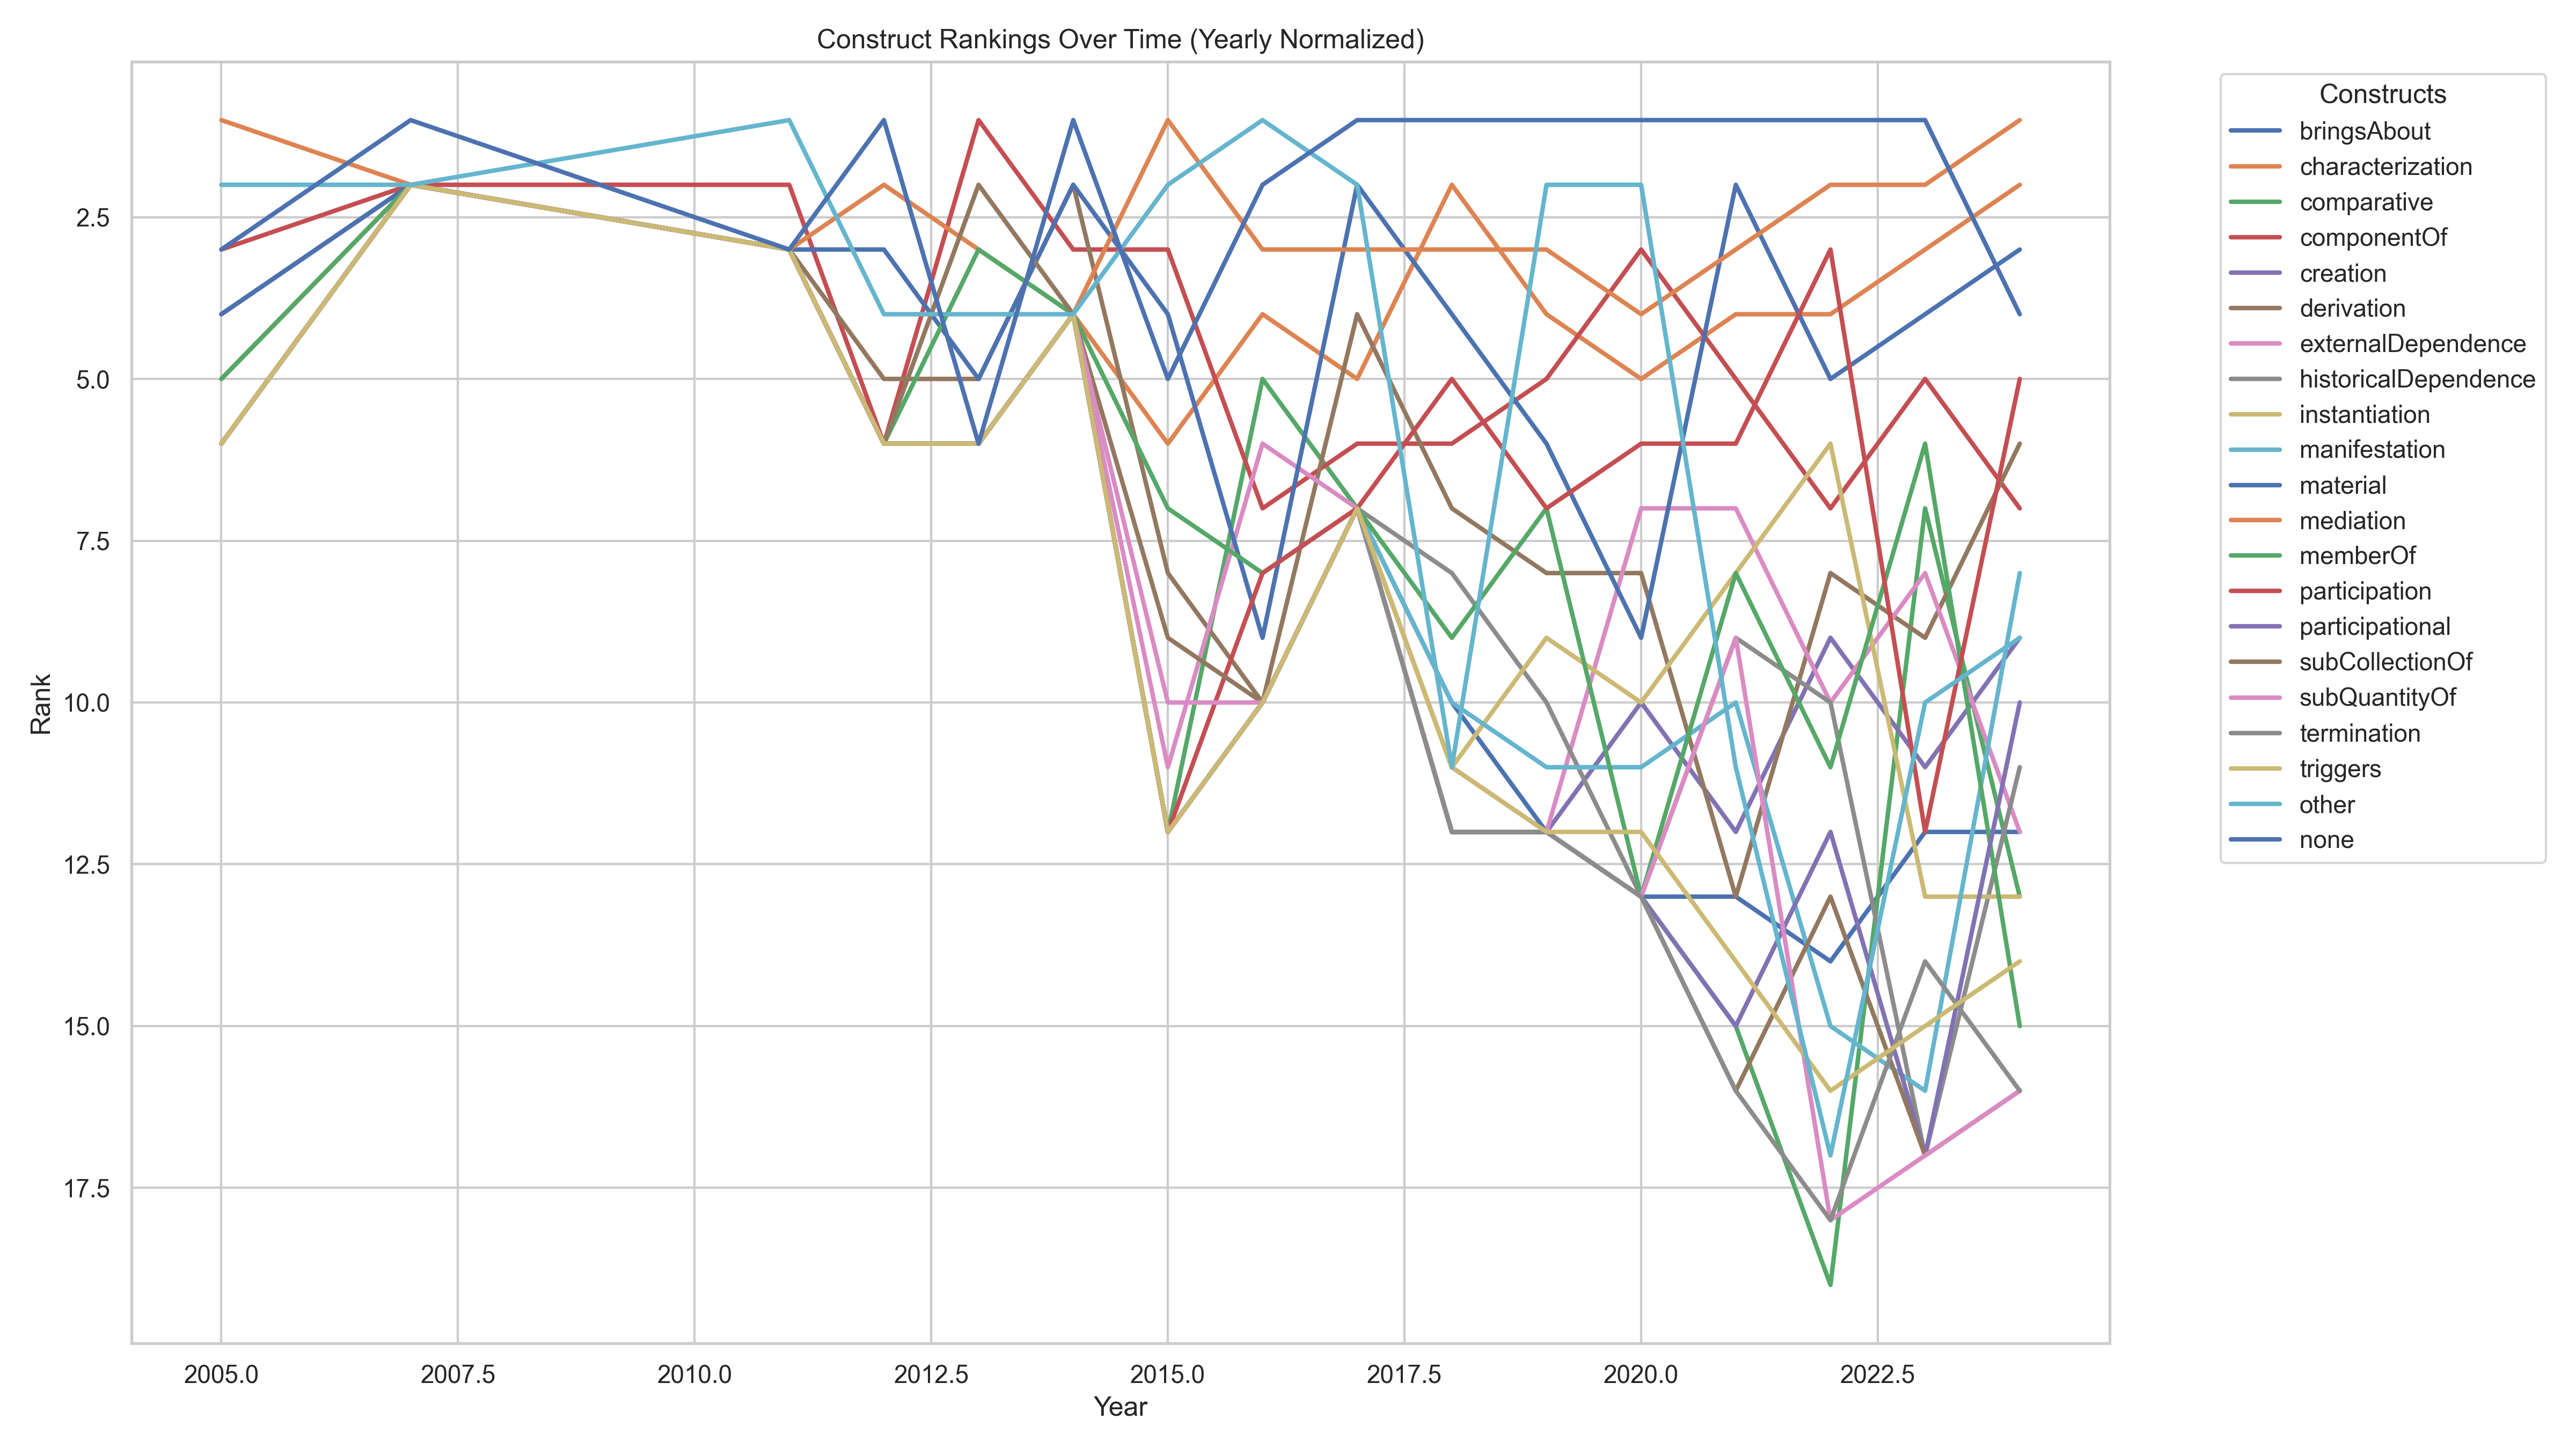 Construct Rankings Over Time (Yearly Normalized)
Constructs
bringsAbout
characterization
comparative
componentOf
creation
derivation
externalDependence
historicalDependence
instantiation
manifestation
material
mediation
memberOf
participation
participational
subCollectionOf
subQuantityOf
termination
triggers
other
none
Rank
2.5
5.0
7.5
10.0
12.5
15.0
17.5
2005.0 2007.5 2010.0 2012.5 2015.0 2017.5 2020.0 2022.5
Year